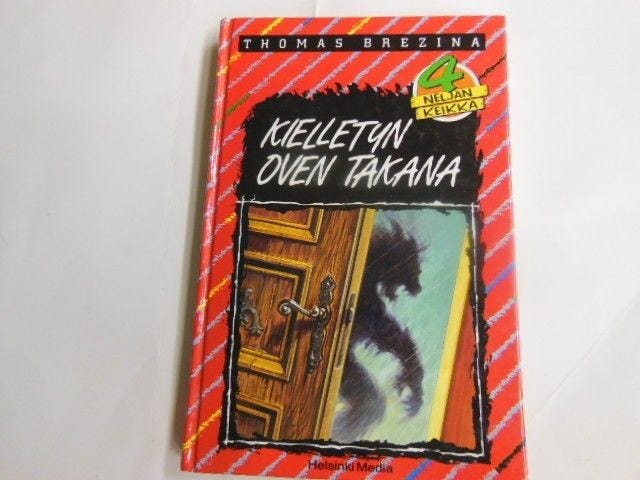 THOMAS BREZINA
4
NELJÄN
KEIKKA
KIELLETYN
OVEN TAKANA
Helsinki Media